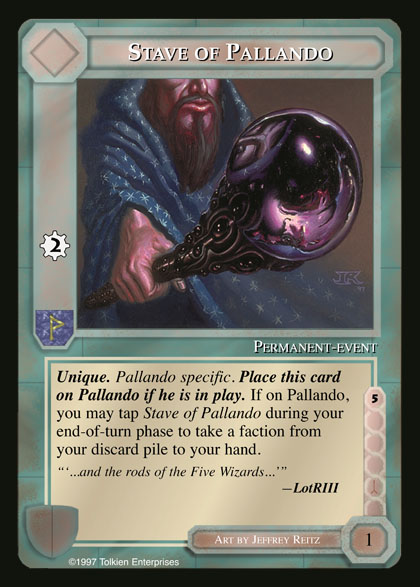 Stave of Pallando
JR
97
2
Permanent-event
Unique. Pallando specific. Place this card
on Pallando if he is in play. If on Pallando,
you may tap Stave of Pallando during your
end-of-turn phase to take a faction from
your discard pile to your hand.
“‘...and the rods of the Five Wizards...’”
—LotRIII
5
Art by Jeffrey Reitz
1
©1997 Tolkien Enterprises